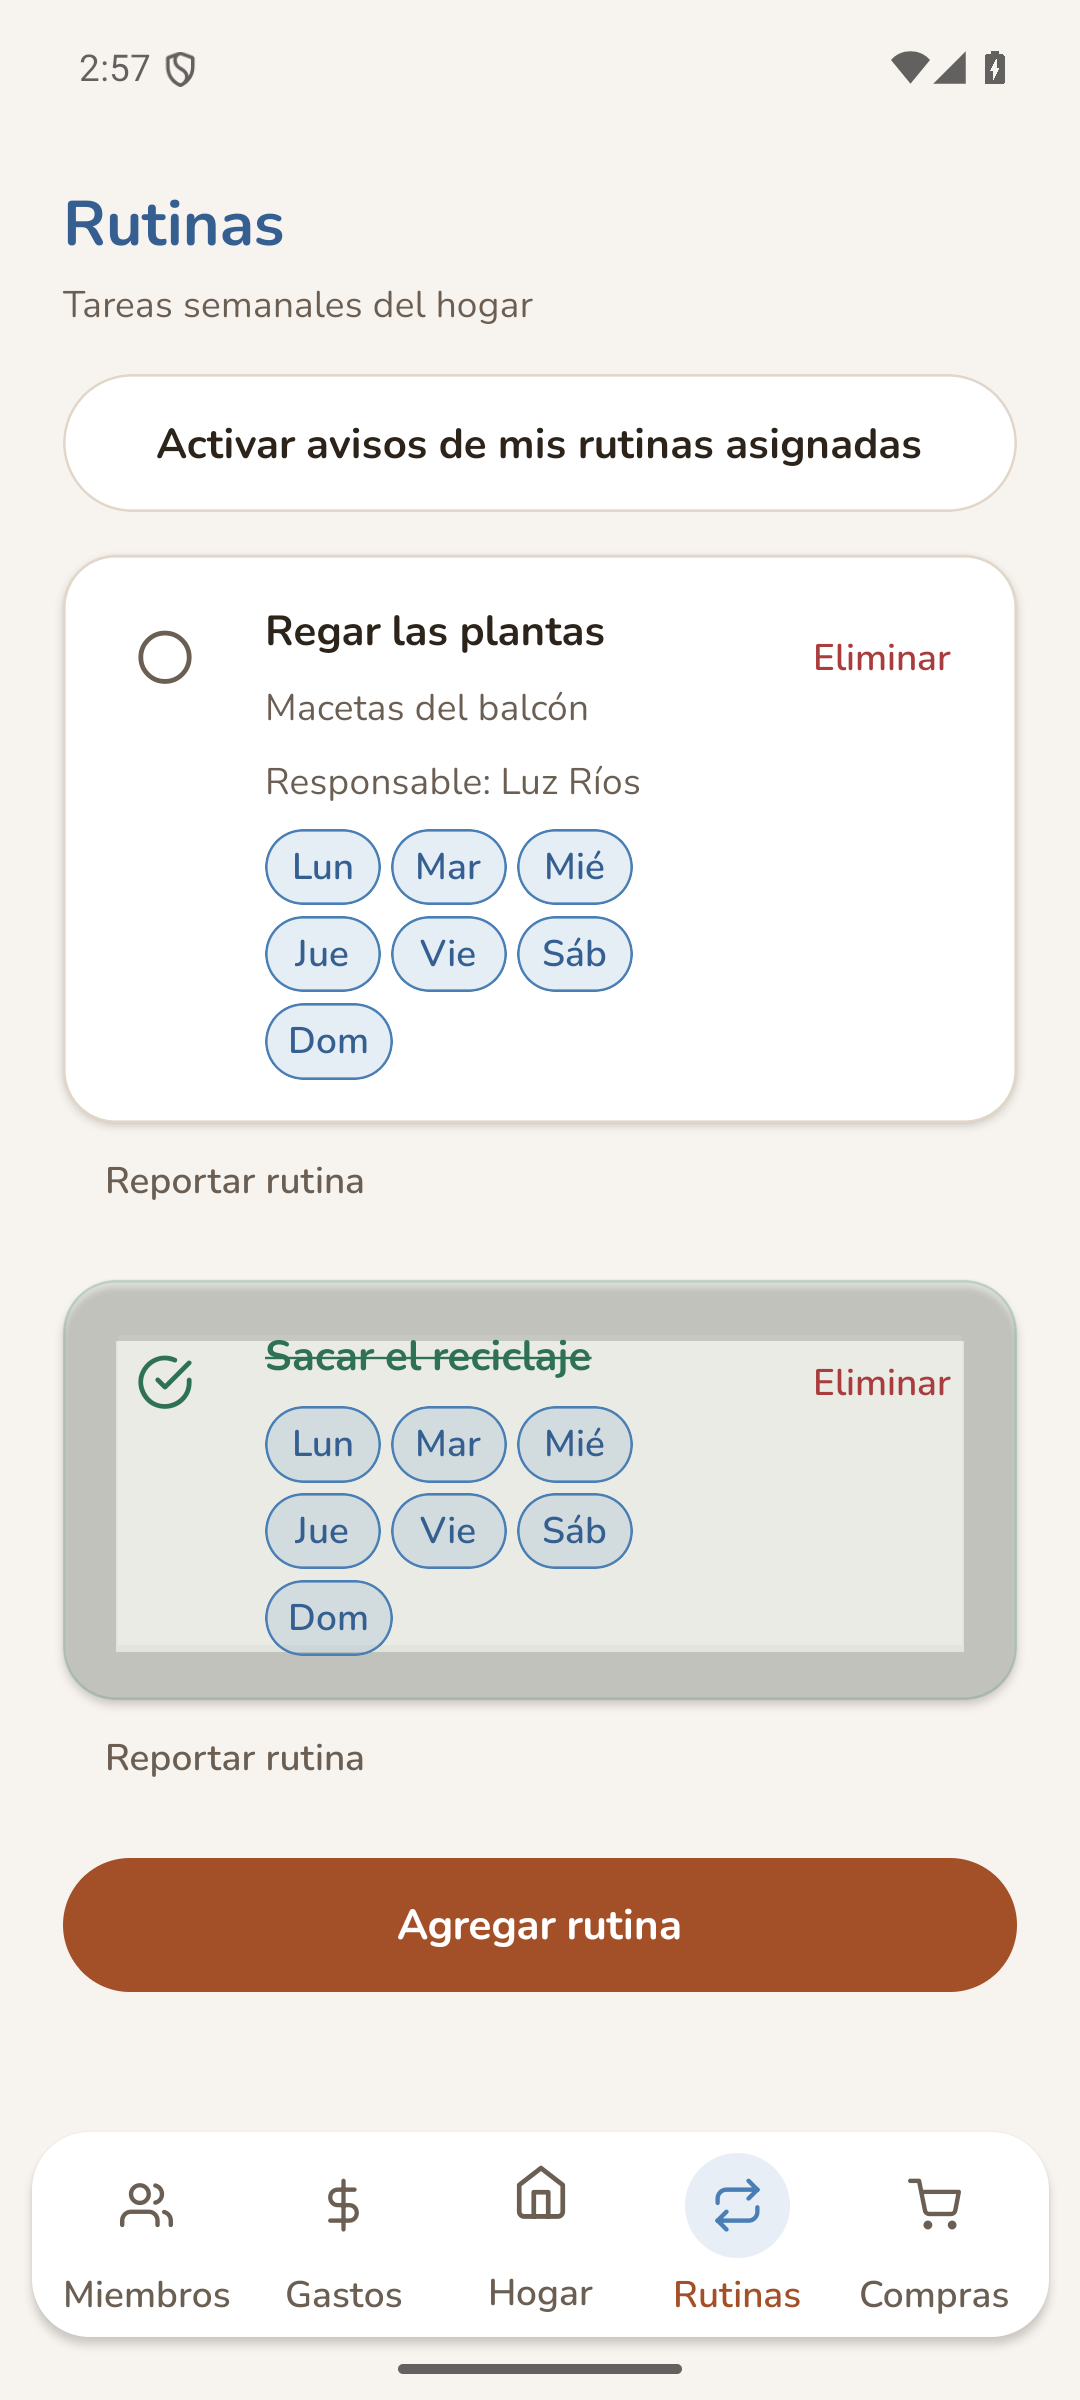 2:57
Rutinas
Tareas semanales del hogar
Activar avisos de mis rutinas asignadas
Regar las plantas
Eliminar
Macetas del balcón
Responsable: Luz Ríos
Lun Mar Mié
Jue Vie Sáb
Dom
Reportar rutina
Sacar el reciclaje
Eliminar
Lun Mar Mié
Jue Vie Sáb
Dom
Reportar rutina
Agregar rutina
Miembros Gastos Hogar Rutinas Compras